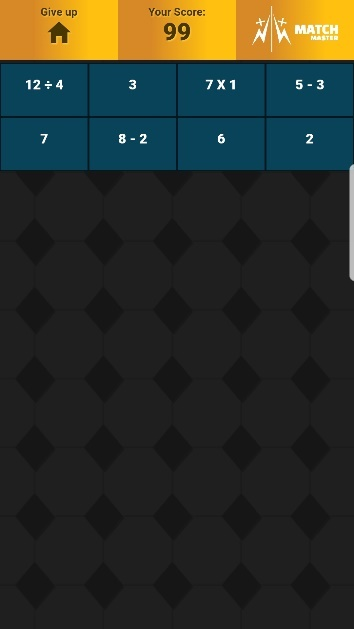 Give up
Your Score:
99
MATCH
MASTER
12 ÷ 4 3 7 X 1 5 - 3
7 8 - 2 6 2